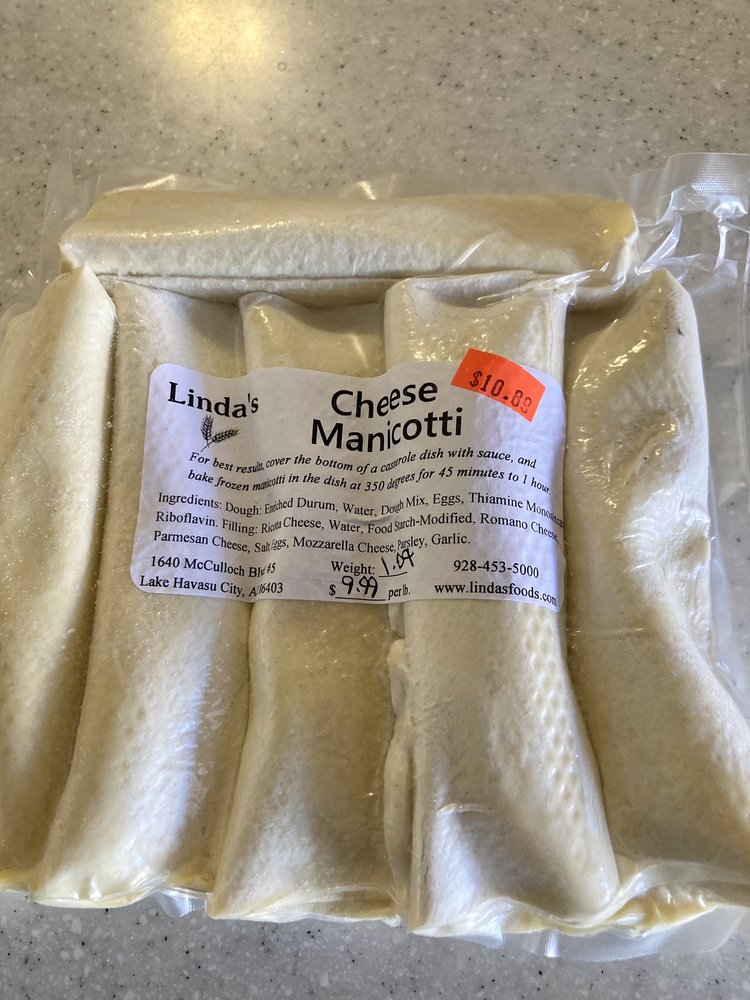 Linda's
Cheese
Manicotti
$10.89
For best results, cover the bottom of a casserole dish with sauce, and
bake frozen manicotti in the dish at 350 degrees for 45 minutes to 1 hour.
Ingredients: Dough: Enriched Durum, Water, Dough Mix, Eggs, Thiamine
Riboflavin. Filling: Ricotta Cheese, Water, Food Starch-Modified, Romano Cheese,
Parmesan Cheese, Salt, Eggs, Mozzarella Cheese, Parsley, Garlic.
1640 McCulloch #5
Weight: 1.09
928-453-5000
Lake Havasu City, 86403
$ 9.99 per lb.
www.lindasfoods.com